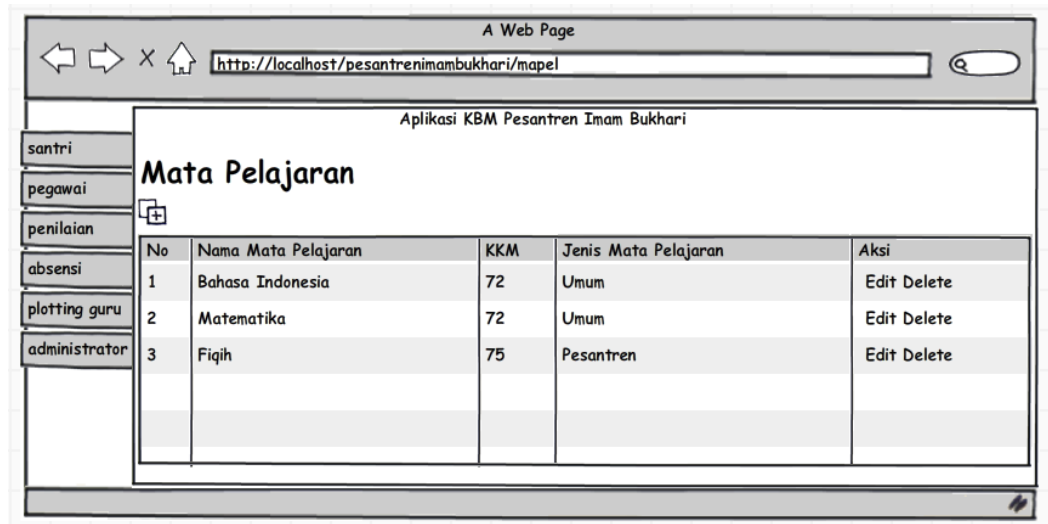 A Web Page
http://localhost/pesantrenimambukhari/mapel
Aplikasi KBM Pesantren Imam Bukhari
santri
pegawai
penilaian
absensi
plotting guru
administrator
Mata Pelajaran
No Nama Mata Pelajaran KKM Jenis Mata Pelajaran Aksi
1 Bahasa Indonesia 72 Umum Edit Delete
2 Matematika 72 Umum Edit Delete
3 Fiqih 75 Pesantren Edit Delete